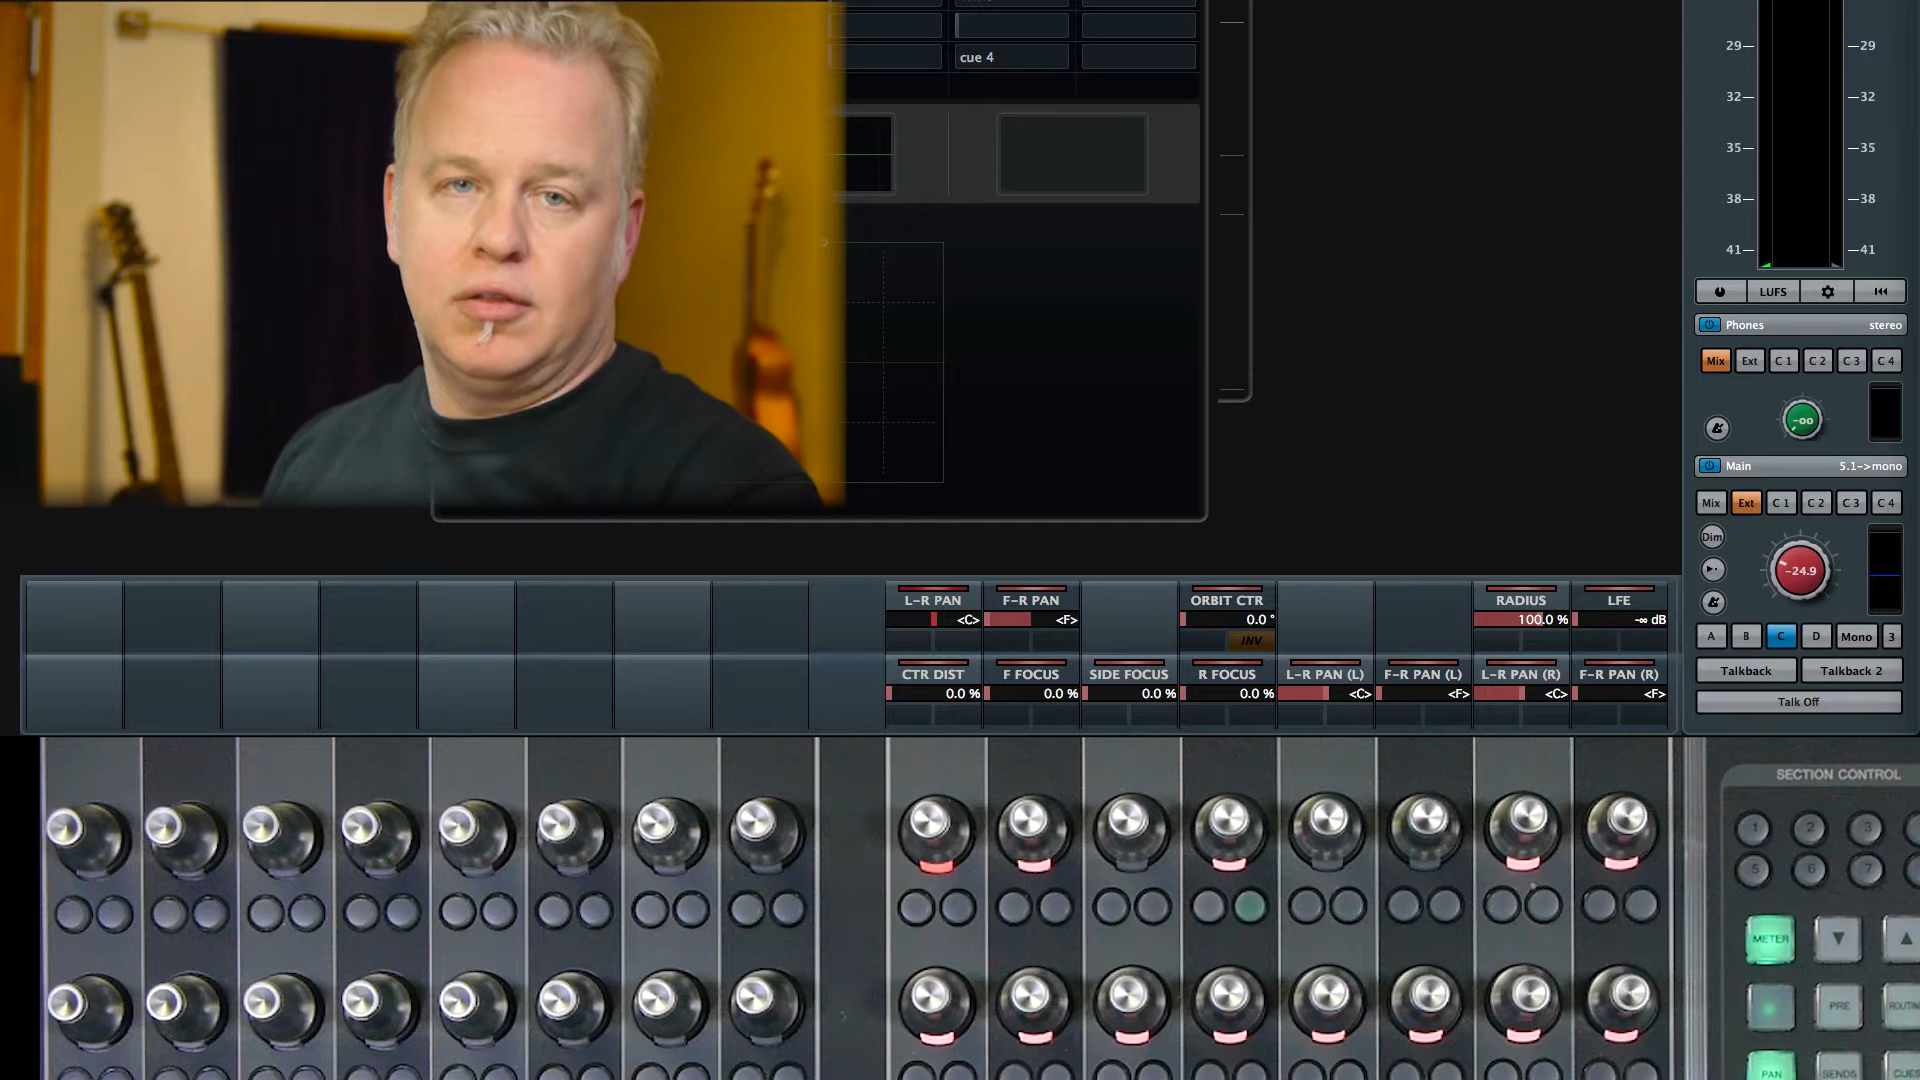 cue 4
29 29
32 32
35 35
38 38
41 41
LUFS
Phones stereo
Mix Ext C 1 C 2 C 3 C 4
-oo
Main 5.1->mono
Mix Ext C 1 C 2 C 3 C 4
Dim
-24.9
A B C D Mono 3
Talkback Talkback 2
Talk Off
L-R PAN F-R PAN ORBIT CTR RADIUS LFE
<C> <F> 0.0 ° 100.0 % -∞ dB
INV
CTR DIST F FOCUS SIDE FOCUS R FOCUS L-R PAN (L) F-R PAN (L) L-R PAN (R) F-R PAN (R)
0.0 % 0.0 % 0.0 % 0.0 % <C> <F> <C> <F>
SECTION CONTROL
1 2 3
5 6 7
METER ▼ ▲
PRE ROUTIN
PAN SENDS CUES